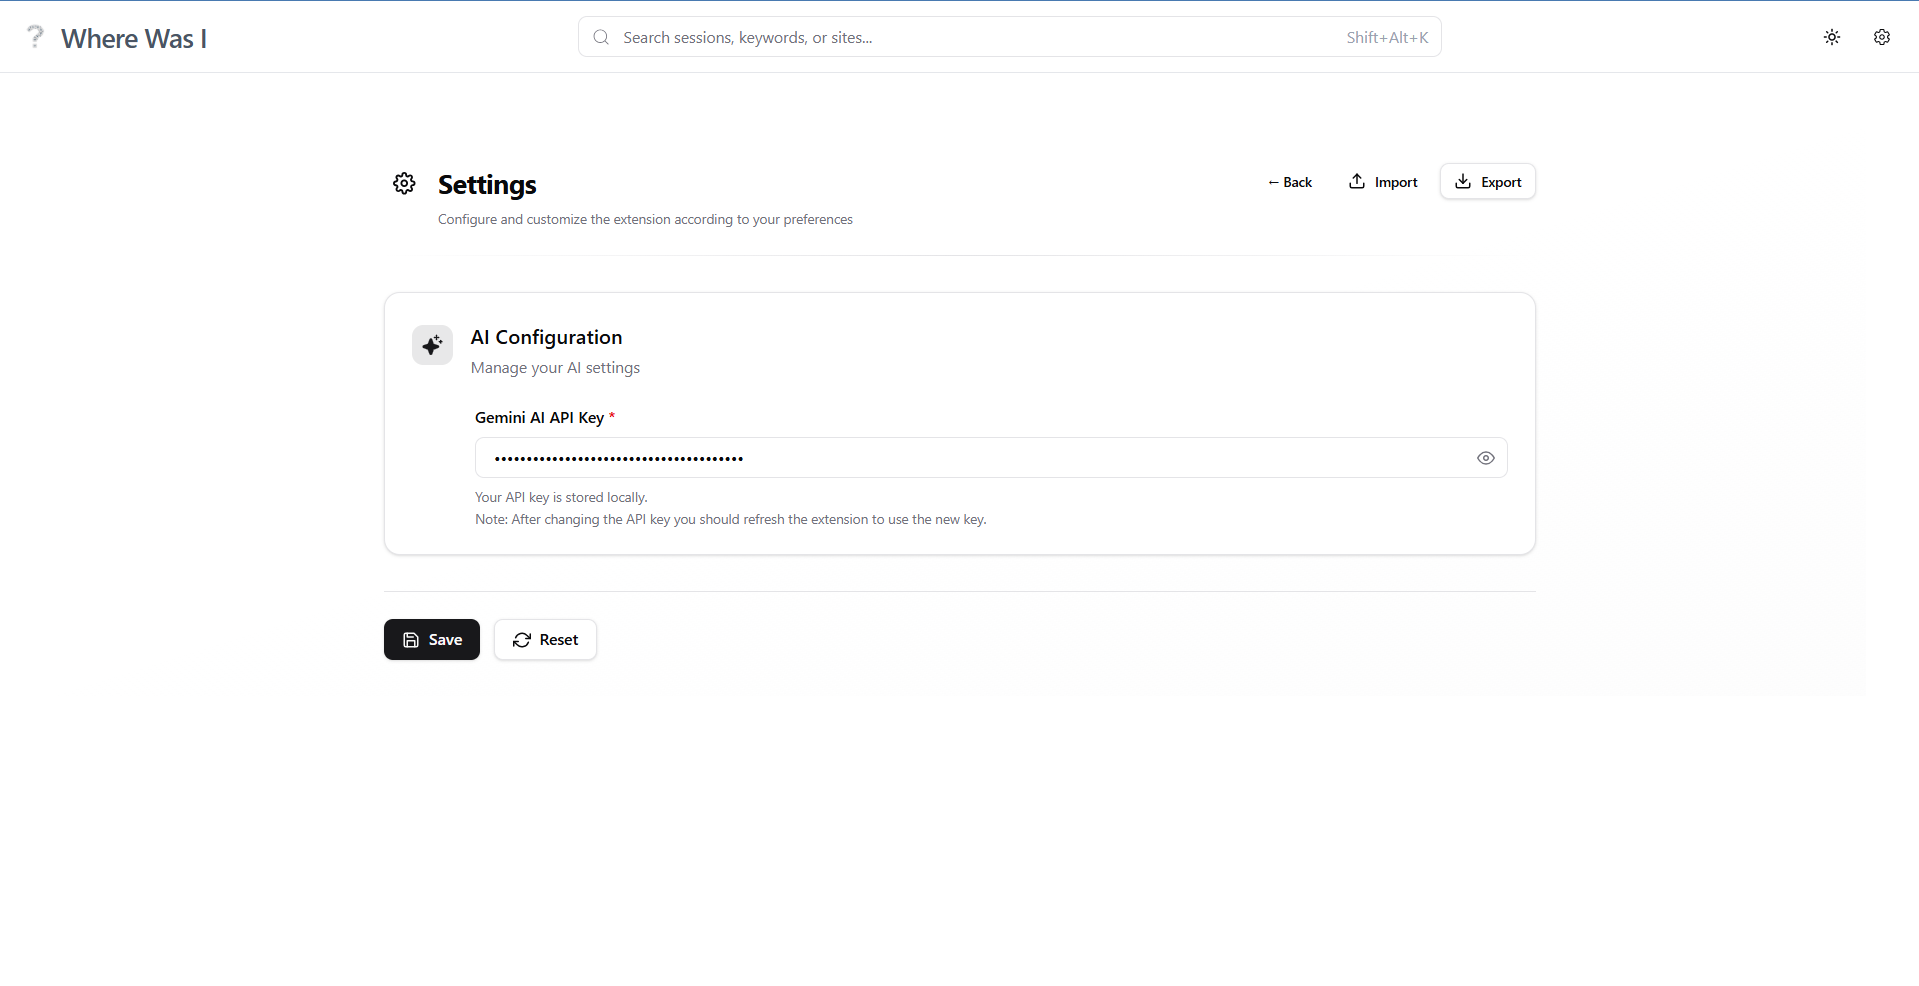 Where Was I
Search sessions, keywords, or sites...
Shift+Alt+K
Settings
Configure and customize the extension according to your preferences
← Back
Import
Export
AI Configuration
Manage your AI settings
Gemini AI API Key *
•••••••••••••••••••••••••••••••••••••••
Your API key is stored locally.
Note: After changing the API key you should refresh the extension to use the new key.
Save
Reset